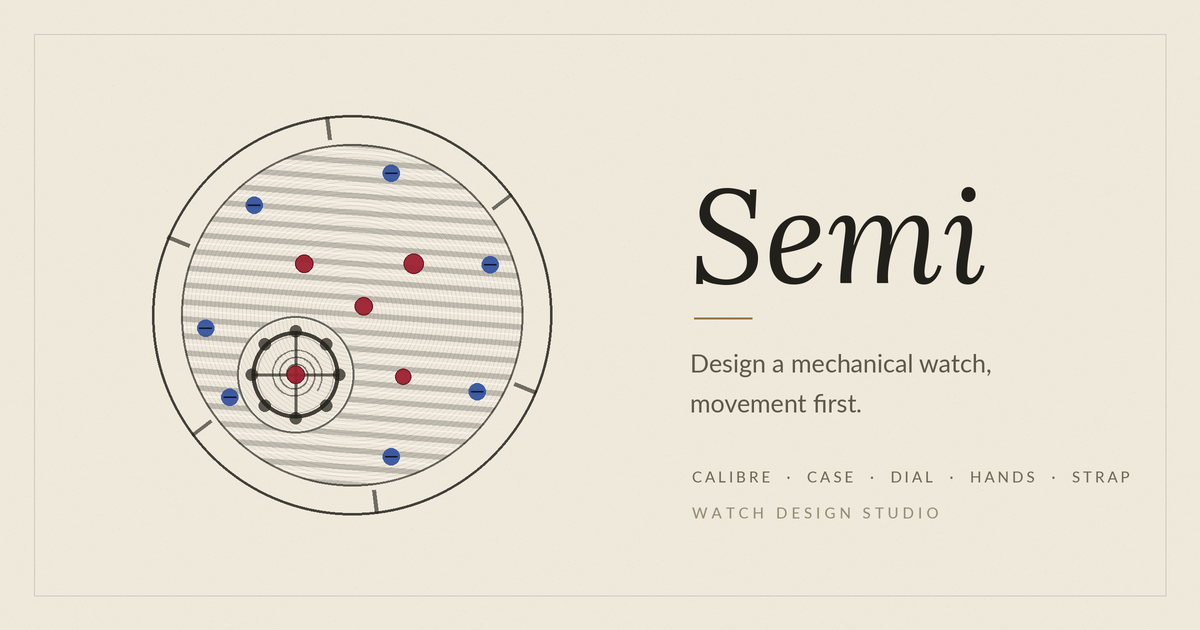 Semi
Design a mechanical watch,
movement first.
CALIBRE · CASE · DIAL · HANDS · STRAP
WATCH DESIGN STUDIO